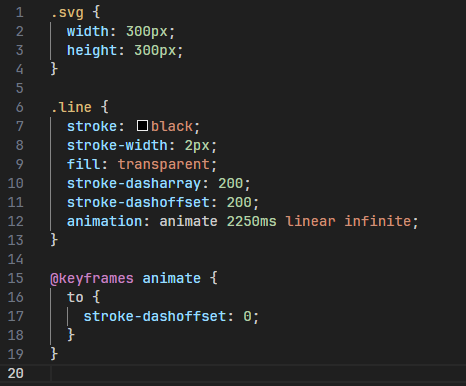 1 .svg {
2   width: 300px;
3   height: 300px;
4 }
5
6 .line {
7   stroke: black;
8   stroke-width: 2px;
9   fill: transparent;
10   stroke-dasharray: 200;
11   stroke-dashoffset: 200;
12   animation: animate 2250ms linear infinite;
13 }
14
15 @keyframes animate {
16   to {
17     stroke-dashoffset: 0;
18   }
19 }
20